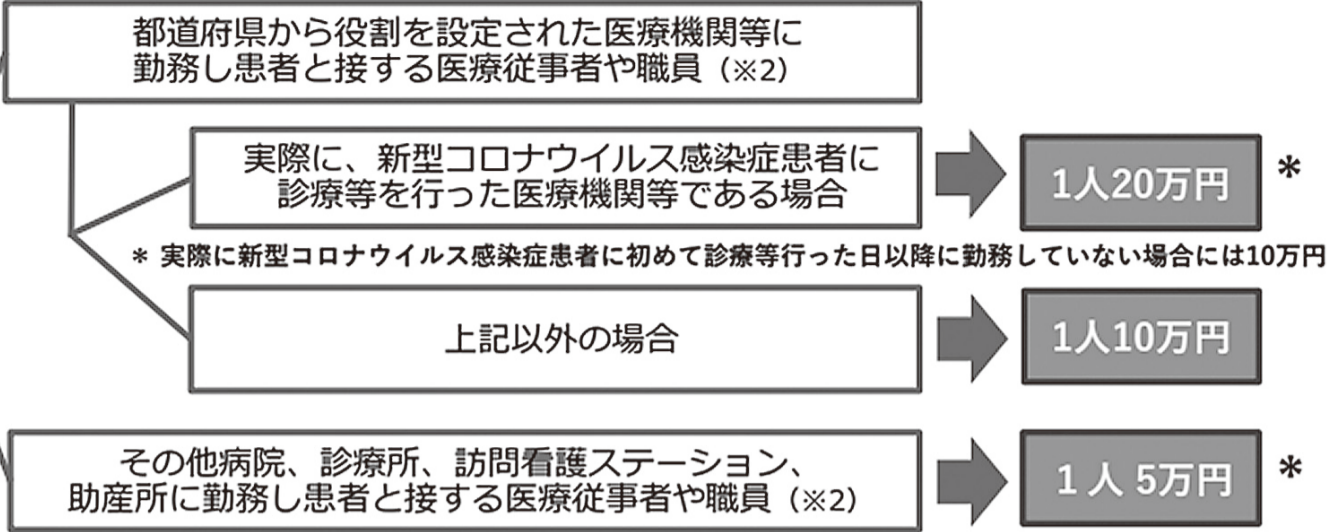 都道府県から役割を設定された医療機関等に
勤務し患者と接する医療従事者や職員（※2）
実際に、新型コロナウイルス感染症患者に
診療等を行った医療機関等である場合
1人20万円 *
* 実際に新型コロナウイルス感染症患者に初めて診療等行った日以降に勤務していない場合には10万円
上記以外の場合
1人10万円
その他病院、診療所、訪問看護ステーション、
助産所に勤務し患者と接する医療従事者や職員（※2）
1人 5万円 *